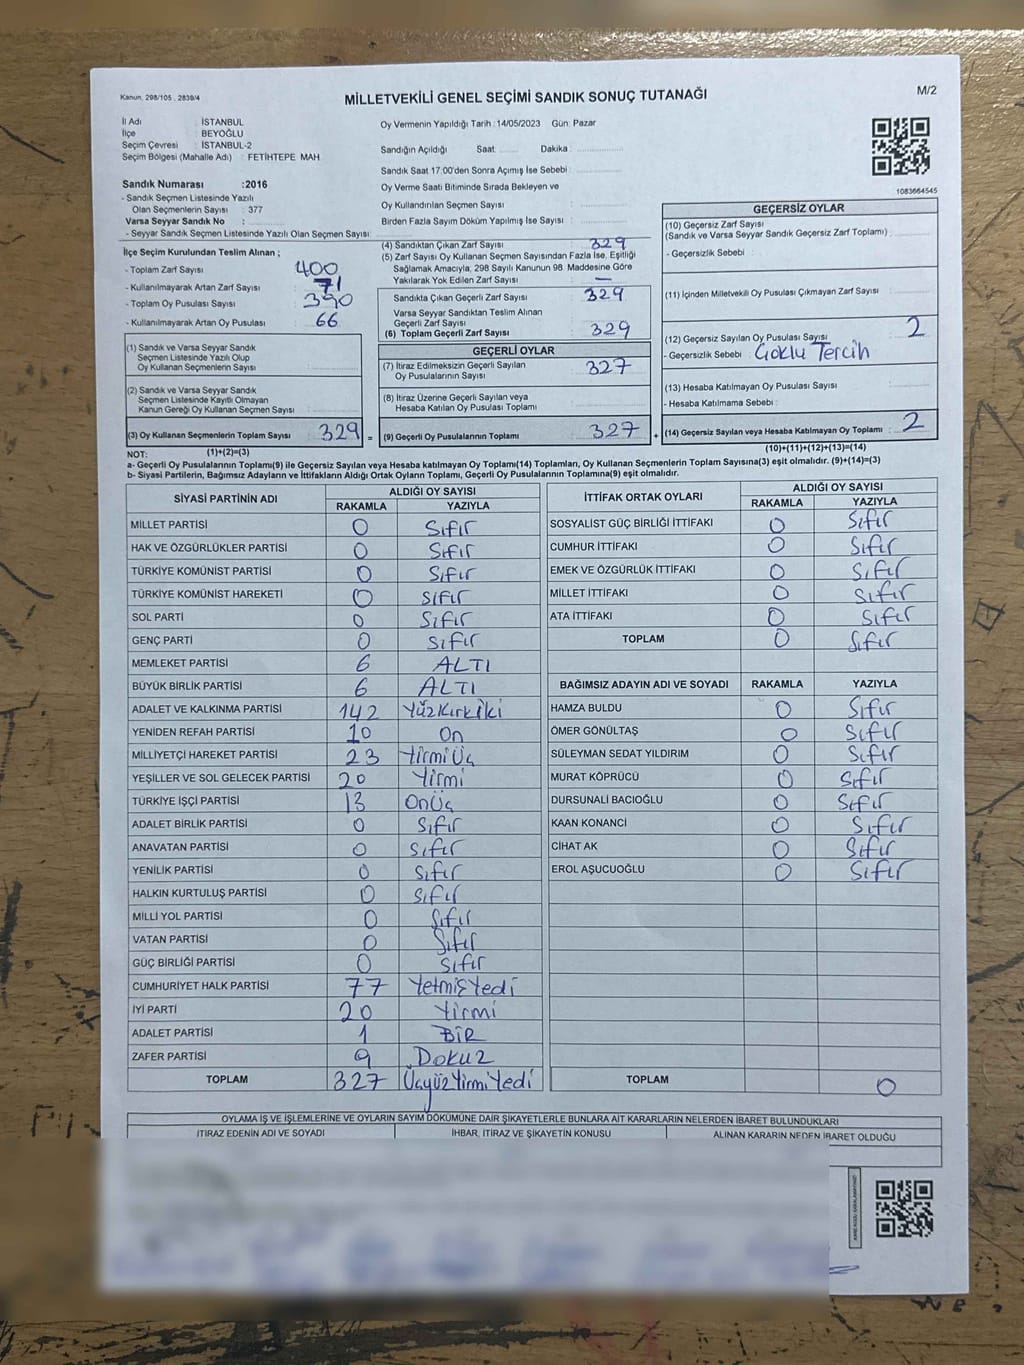 Kanun, 298/105 , 2839/4
MİLLETVEKİLİ GENEL SEÇİMİ SANDIK SONUÇ TUTANAĞI
M/2
İl Adı : İSTANBUL
İlçe : BEYOĞLU
Seçim Çevresi : İSTANBUL-2
Seçim Bölgesi (Mahalle Adı) : FETİHTEPE MAH
Sandık Numarası :2016
- Sandık Seçmen Listesinde Yazılı
Olan Seçmenlerin Sayısı : 377
Varsa Seyyar Sandık No :
- Seyyar Sandık Seçmen Listesinde Yazılı Olan Seçmen Sayısı:
Oy Vermenin Yapıldığı Tarih :14/05/2023 Gün: Pazar
Sandığın Açıldığı Saat: Dakika :
Sandık Saat 17:00'den Sonra Açımış İse Sebebi :
Oy Verme Saati Bitiminde Sırada Bekleyen ve
Oy Kullandırılan Seçmen Sayısı :
Birden Fazla Sayım Döküm Yapılmış İse Sayısı :
1083664545
İlçe Seçim Kurulundan Teslim Alınan ;
- Toplam Zarf Sayısı : 400
- Kullanılmayarak Artan Zarf Sayısı : 71
- Toplam Oy Pusulası Sayısı : 390
- Kullanılmayarak Artan Oy Pusulası : 66
(1) Sandık ve Varsa Seyyar Sandık
Seçmen Listesinde Yazılı Olup
Oy Kullanan Seçmenlerin Sayısı :
(2) Sandık ve Varsa Seyyar Sandık
Seçmen Listesinde Kayıtlı Olmayan
Kanun Gereği Oy Kullanan Seçmen Sayısı :
(3) Oy Kullanan Seçmenlerin Toplam Sayısı : 329 =
(4) Sandıktan Çıkan Zarf Sayısı : 329
(5) Zarf Sayısı Oy Kullanan Seçmen Sayısından Fazla İse, Eşitliği
Sağlamak Amacıyla, 298 Sayılı Kanunun 98. Maddesine Göre
Yakılarak Yok Edilen Zarf Sayısı : —
Sandıkta Çıkan Geçerli Zarf Sayısı : 329
Varsa Seyyar Sandıktan Teslim Alınan
Geçerli Zarf Sayısı :
(6) Toplam Geçerli Zarf Sayısı : 329
GEÇERLİ OYLAR
(7) İtiraz Edilmeksizin Geçerli Sayılan
Oy Pusulalarının Sayısı : 327
(8) İtiraz Üzerine Geçerli Sayılan veya
Hesaba Katılan Oy Pusulası Toplamı :
(9) Geçerli Oy Pusulalarının Toplamı : 327 +
GEÇERSİZ OYLAR
(10) Geçersiz Zarf Sayısı
(Sandık ve Varsa Seyyar Sandık Geçersiz Zarf Toplamı) :
- Geçersizlik Sebebi :
(11) İçinden Milletvekili Oy Pusulası Çıkmayan Zarf Sayısı :
(12) Geçersiz Sayılan Oy Pusulası Sayısı : 2
- Geçersizlik Sebebi : Çoklu Tercih
(13) Hesaba Katılmayan Oy Pusulası Sayısı :
- Hesaba Katılmama Sebebi :
(14) Geçersiz Sayılan veya Hesaba Katılmayan Oy Toplamı : 2
NOT: (1)+(2)=(3) (10)+(11)+(12)+(13)=(14)
a- Geçerli Oy Pusulalarının Toplamı(9) ile Geçersiz Sayılan veya Hesaba katılmayan Oy Toplamı(14) Toplamları, Oy Kullanan Seçmenlerin Toplam Sayısına(3) eşit olmalıdır. (9)+(14)=(3)
b- Siyasi Partilerin, Bağımsız Adayların ve İttifakların Aldığı Ortak Oyların Toplamı, Geçerli Oy Pusulalarının Toplamına(9) eşit olmalıdır.
SİYASİ PARTİNİN ADI ALDIĞI OY SAYISI
RAKAMLA YAZIYLA
MİLLET PARTİSİ 0 Sıfır
HAK VE ÖZGÜRLÜKLER PARTİSİ 0 Sıfır
TÜRKİYE KOMÜNİST PARTİSİ 0 Sıfır
TÜRKİYE KOMÜNİST HAREKETİ 0 Sıfır
SOL PARTİ 0 Sıfır
GENÇ PARTİ 0 Sıfır
MEMLEKET PARTİSİ 6 ALTI
BÜYÜK BİRLİK PARTİSİ 6 ALTI
ADALET VE KALKINMA PARTİSİ 142 Yüzkırkiki
YENİDEN REFAH PARTİSİ 10 On
MİLLİYETÇİ HAREKET PARTİSİ 23 Yirmi Üç
YEŞİLLER VE SOL GELECEK PARTİSİ 20 Yirmi
TÜRKİYE İŞÇİ PARTİSİ 13 Onüç
ADALET BİRLİK PARTİSİ 0 Sıfır
ANAVATAN PARTİSİ 0 Sıfır
YENİLİK PARTİSİ 0 Sıfır
HALKIN KURTULUŞ PARTİSİ 0 Sıfır
MİLLİ YOL PARTİSİ 0 Sıfır
VATAN PARTİSİ 0 Sıfır
GÜÇ BİRLİĞİ PARTİSİ 0 Sıfır
CUMHURİYET HALK PARTİSİ 77 Yetmiş Yedi
İYİ PARTİ 20 Yirmi
ADALET PARTİSİ 1 BİR
ZAFER PARTİSİ 9 Dokuz
TOPLAM 327 Üçyüz Yirmi Yedi
İTTİFAK ORTAK OYLARI ALDIĞI OY SAYISI
RAKAMLA YAZIYLA
SOSYALİST GÜÇ BİRLİĞİ İTTİFAKI 0 Sıfır
CUMHUR İTTİFAKI 0 Sıfır
EMEK VE ÖZGÜRLÜK İTTİFAKI 0 Sıfır
MİLLET İTTİFAKI 0 Sıfır
ATA İTTİFAKI 0 Sıfır
TOPLAM 0 Sıfır
BAĞIMSIZ ADAYIN ADI VE SOYADI RAKAMLA YAZIYLA
HAMZA BULDU 0 Sıfır
ÖMER GÖNÜLTAŞ 0 Sıfır
SÜLEYMAN SEDAT YILDIRIM 0 Sıfır
MURAT KÖPRÜCÜ 0 Sıfır
DURSUNALİ BACIOĞLU 0 Sıfır
KAAN KONANCİ 0 Sıfır
CİHAT AK 0 Sıfır
EROL AŞUCUOĞLU 0 Sıfır
TOPLAM 0
OYLAMA İŞ VE İŞLEMLERİNE VE OYLARIN SAYIM DÖKÜMÜNE DAİR ŞİKAYETLERLE BUNLARA AİT KARARLARIN NELERDEN İBARET BULUNDUKLARI
İTİRAZ EDENİN ADI VE SOYADI İHBAR, İTİRAZ VE ŞİKAYETİN KONUSU ALINAN KARARIN NEDEN İBARET OLDUĞU